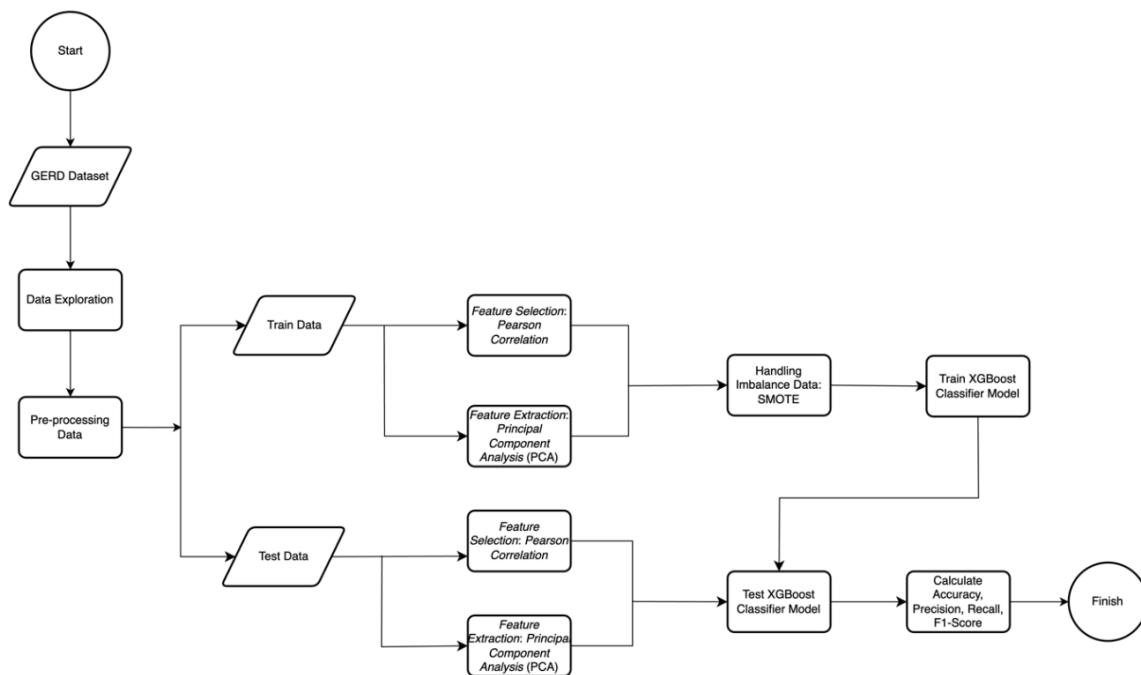 Start
GERD Dataset
Data Exploration
Pre-processing
Data
Train Data
Feature Selection:
Pearson
Correlation
Feature Extraction:
Principal
Component
Analysis (PCA)
Handling
Imbalance Data:
SMOTE
Train XGBoost
Classifier Model
Test Data
Feature
Selection: Pearson
Correlation
Feature
Extraction: Principal
Component
Analysis (PCA)
Test XGBoost
Classifier Model
Calculate
Accuracy,
Precision, Recall,
F1-Score
Finish